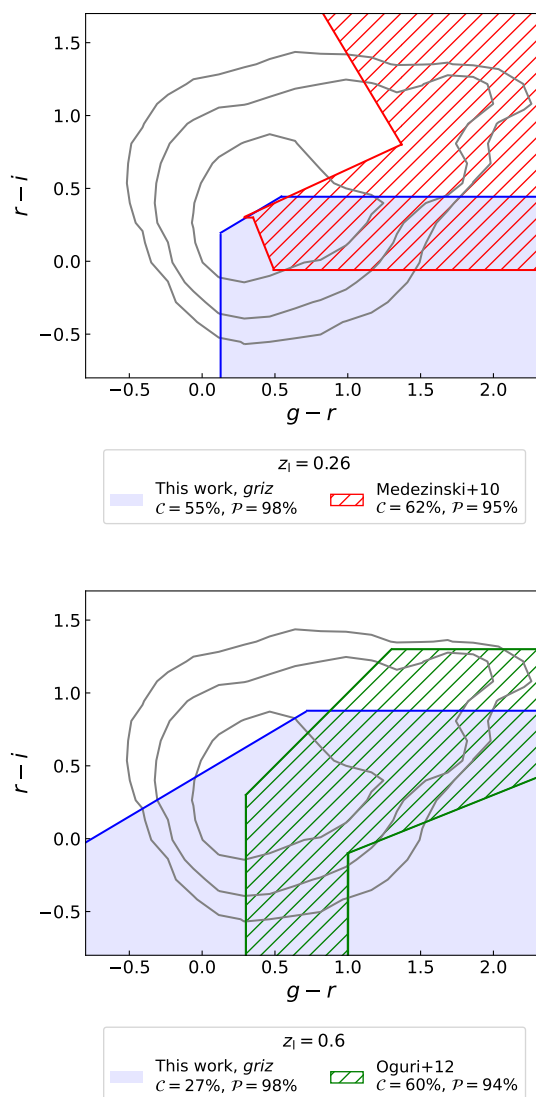 1.5
1.0
0.5
0.0
−0.5
r − i
−0.5 0.0 0.5 1.0 1.5 2.0
g − r
z_l = 0.26
This work, griz
𝒞 = 55%, 𝒫 = 98%
Medezinski+10
𝒞 = 62%, 𝒫 = 95%
1.5
1.0
0.5
0.0
−0.5
r − i
−0.5 0.0 0.5 1.0 1.5 2.0
g − r
z_l = 0.6
This work, griz
𝒞 = 27%, 𝒫 = 98%
Oguri+12
𝒞 = 60%, 𝒫 = 94%